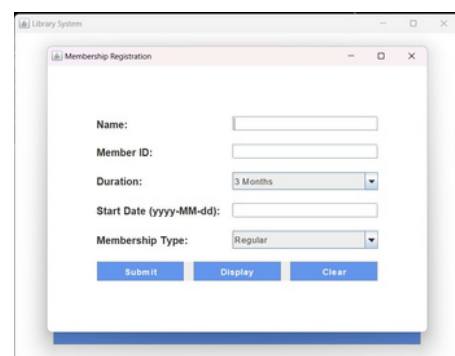 Library System
Membership Registration
Name:
Member ID:
Duration: 3 Months
Start Date (yyyy-MM-dd):
Membership Type: Regular
Submit Display Clear